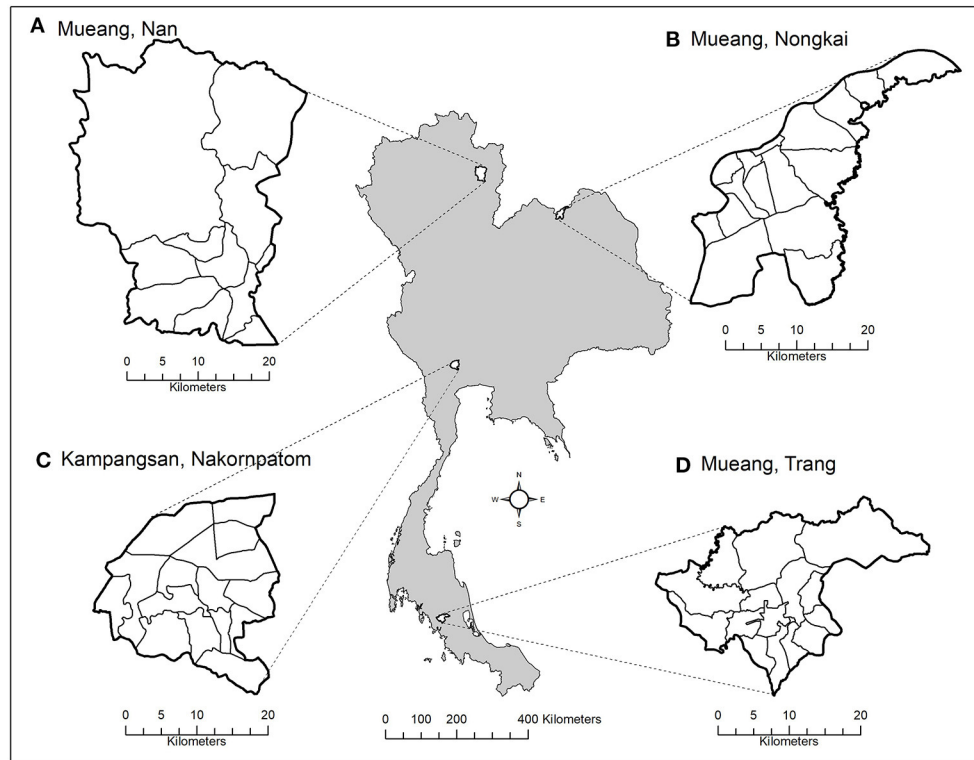 A Mueang, Nan
B Mueang, Nongkai
0 5 10 15 20
Kilometers
0 5 10 20
Kilometers
C Kampangsan, Nakornpatom
D Mueang, Trang
N
W E
S
0 5 10 20
Kilometers
0 100 200 400 Kilometers
0 5 10 20
Kilometers